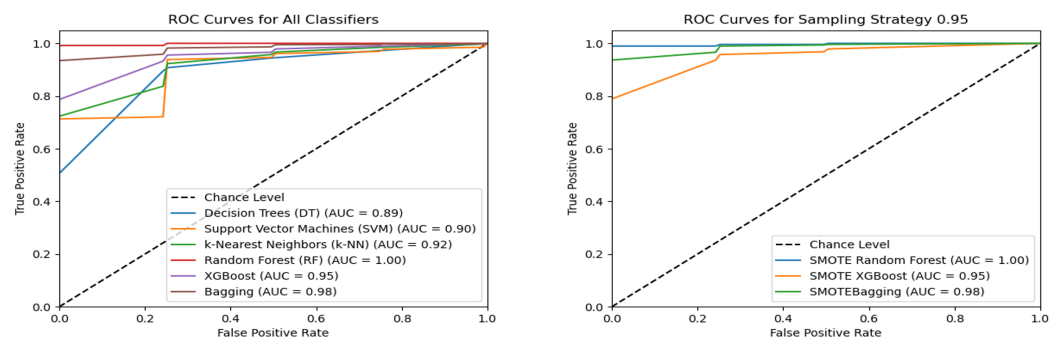 ROC Curves for All Classifiers
1.0
0.8
0.6
0.4
0.2
0.0
True Positive Rate
Chance Level
Decision Trees (DT) (AUC = 0.89)
Support Vector Machines (SVM) (AUC = 0.90)
k-Nearest Neighbors (k-NN) (AUC = 0.92)
Random Forest (RF) (AUC = 1.00)
XGBoost (AUC = 0.95)
Bagging (AUC = 0.98)
0.0 0.2 0.4 0.6 0.8 1.0
False Positive Rate
ROC Curves for Sampling Strategy 0.95
1.0
0.8
0.6
0.4
0.2
0.0
True Positive Rate
Chance Level
SMOTE Random Forest (AUC = 1.00)
SMOTE XGBoost (AUC = 0.95)
SMOTEBagging (AUC = 0.98)
0.0 0.2 0.4 0.6 0.8 1.0
False Positive Rate